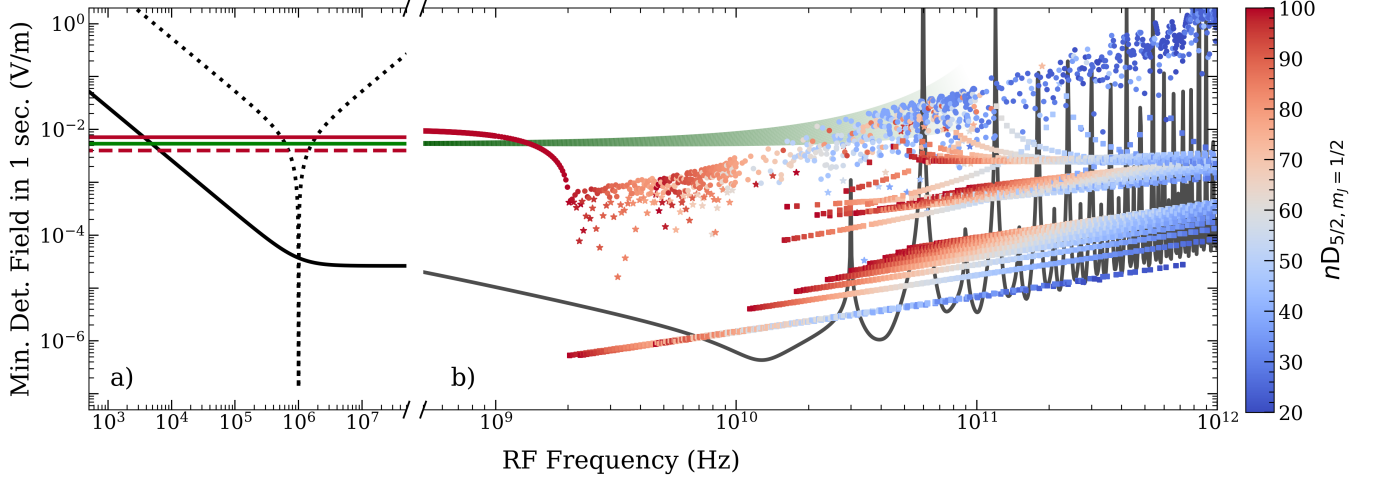 Min. Det. Field in 1 sec. (V/m)
10⁰
10⁻²
10⁻⁴
10⁻⁶
a)
b)
10³ 10⁴ 10⁵ 10⁶ 10⁷ 10⁹ 10¹⁰ 10¹¹ 10¹²
RF Frequency (Hz)
100
90
80
70
60
50
40
30
20
nD5/2, mJ = 1/2